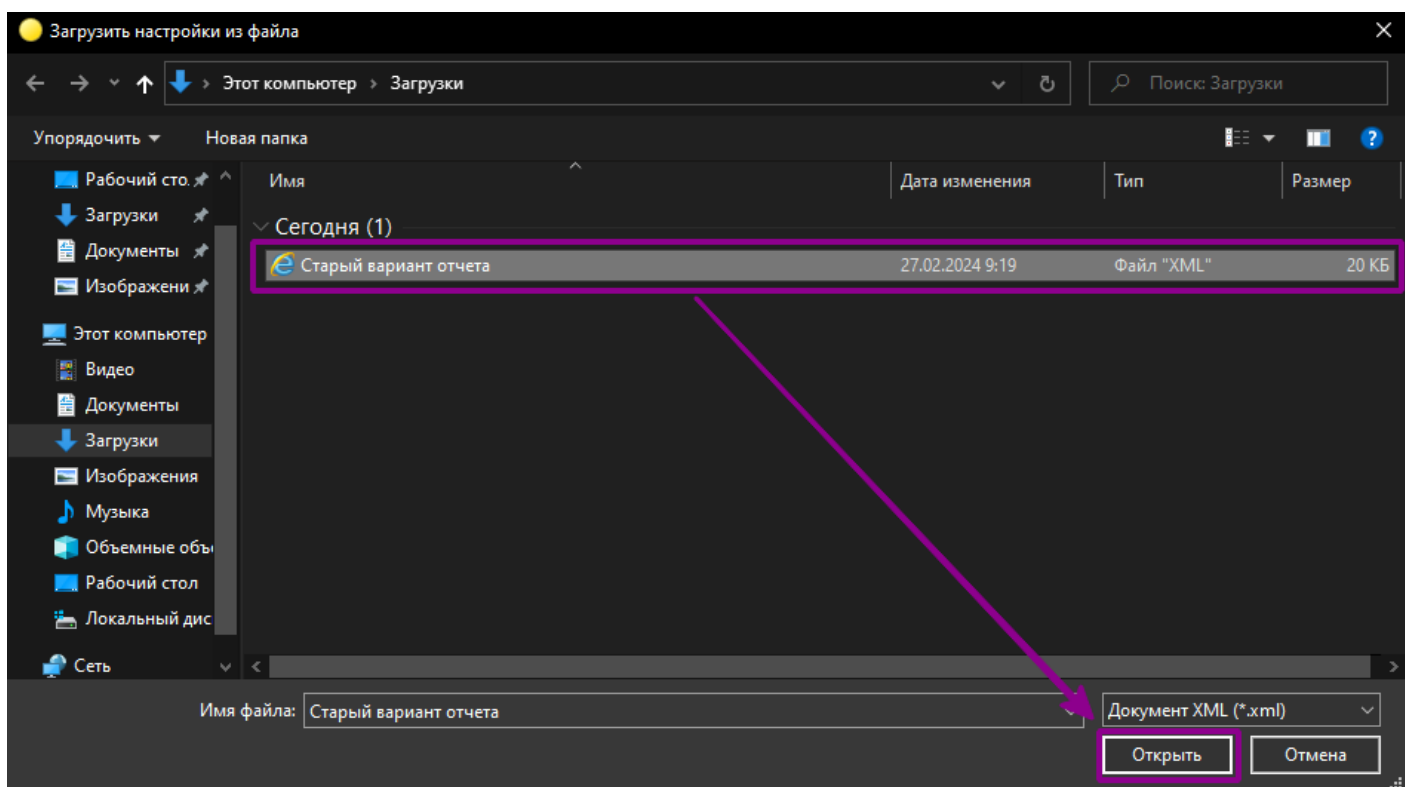 Загрузить настройки из файла
Этот компьютер › Загрузки
Поиск: Загрузки
Упорядочить
Новая папка
Имя
Дата изменения
Тип
Размер
Рабочий сто.
Загрузки
Документы
Изображени
Этот компьютер
Видео
Документы
Загрузки
Изображения
Музыка
Объемные объ
Рабочий стол
Локальный дис
Сеть
Сегодня (1)
Старый вариант отчета 27.02.2024 9:19 Файл "XML" 20 КБ
Имя файла: Старый вариант отчета
Документ XML (*.xml)
Открыть
Отмена